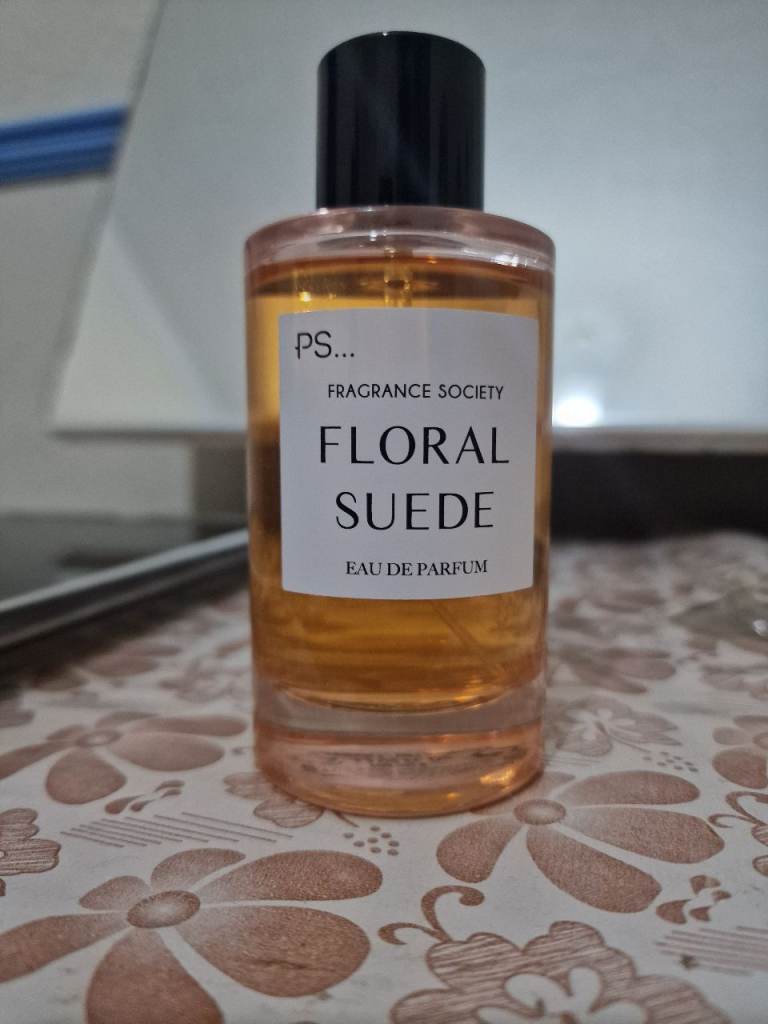 PS...
FRAGRANCE SOCIETY
FLORAL
SUEDE
EAU DE PARFUM